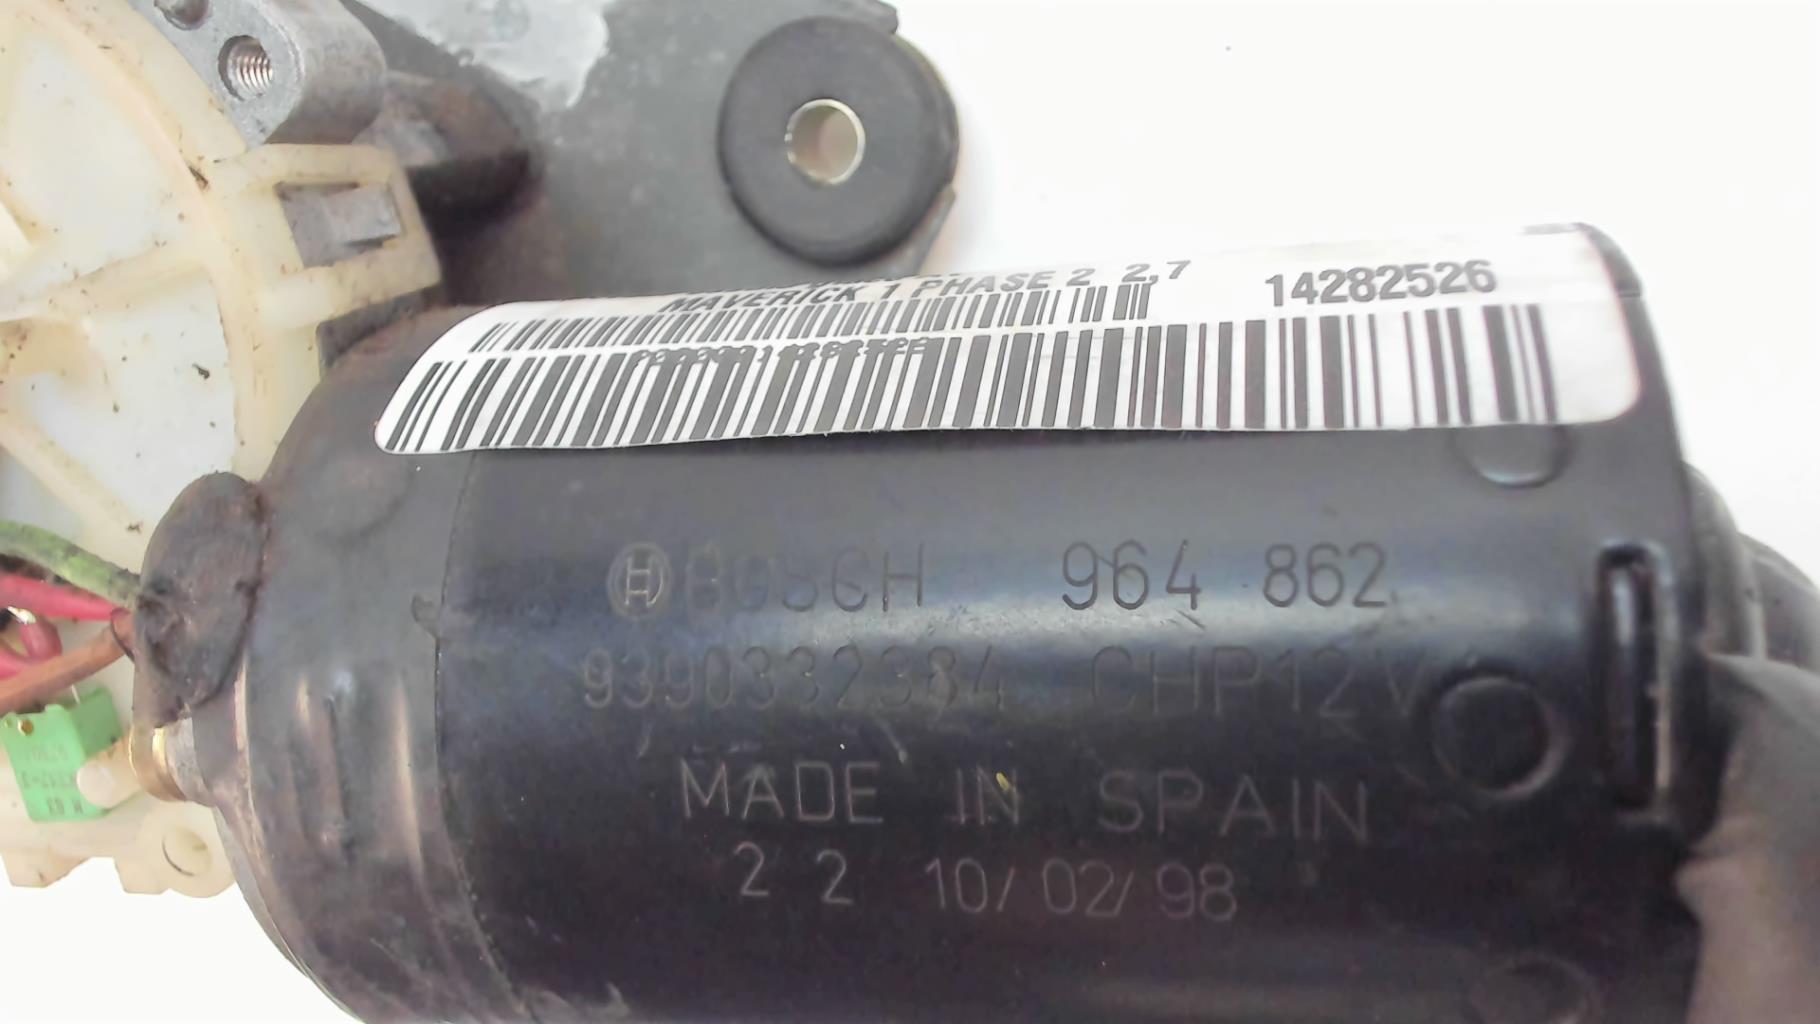 MAVERICK 1 PHASE 2 2,7
14282526
BOSCH 964 862
9390332384 CHP12V
MADE IN SPAIN
2 2 10/02/98